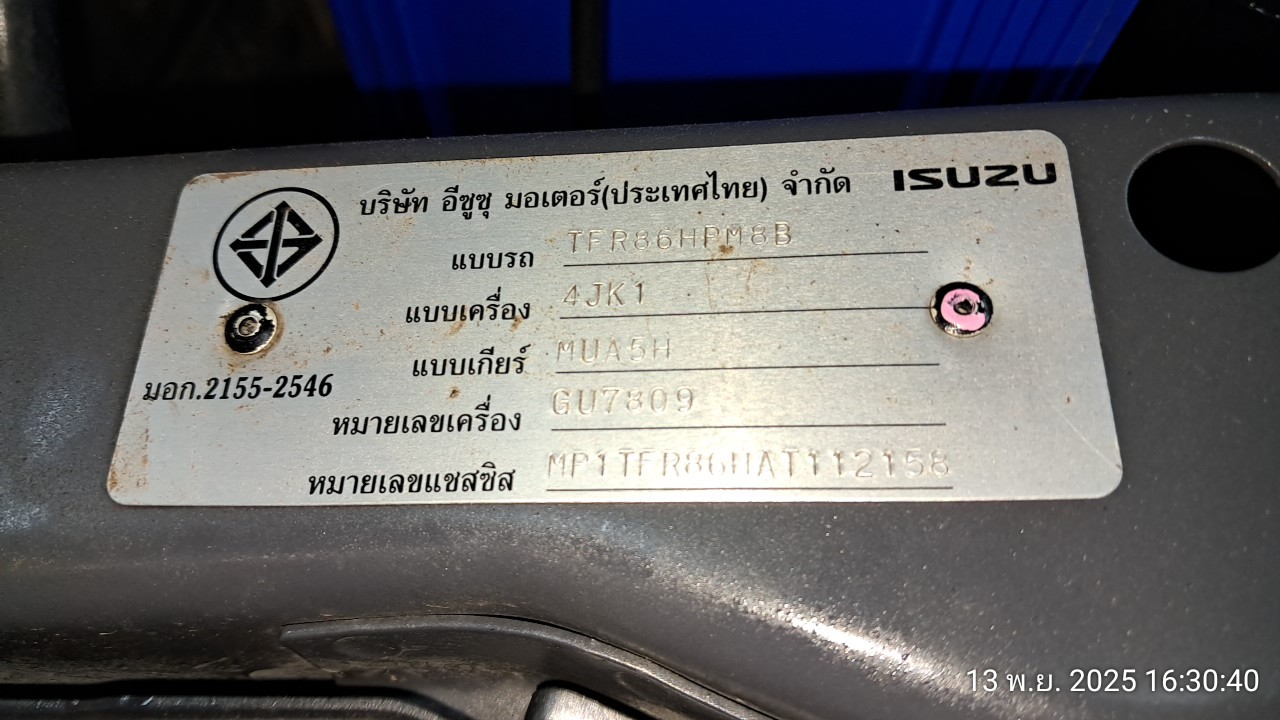 บริษัท อีซูซุ มอเตอร์(ประเทศไทย) จำกัด ISUZU
แบบรถ TFR86HPM8B
แบบเครื่อง 4JK1
แบบเกียร์ MUA5H
มอก.2155-2546
หมายเลขเครื่อง GU7809
หมายเลขแชสซิส MP1TFR86HAT112158
13 พ.ย. 2025 16:30:40